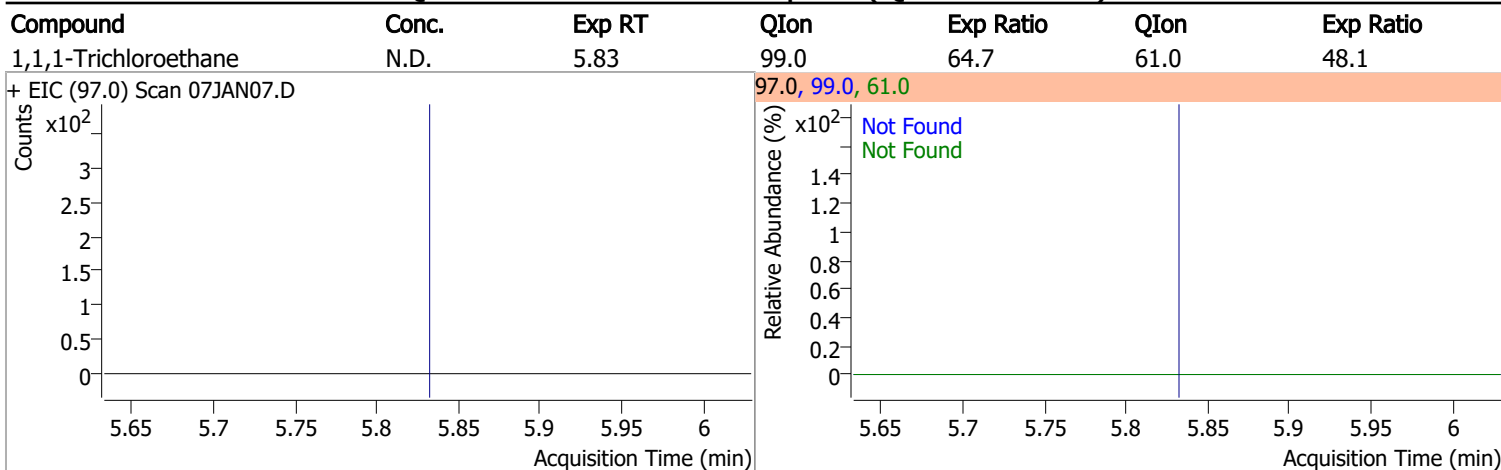 Compound Conc. Exp RT QIon Exp Ratio QIon Exp Ratio
1,1,1-Trichloroethane N.D. 5.83 99.0 64.7 61.0 48.1
+ EIC (97.0) Scan 07JAN07.D
Counts
x10²
3
2.5
2
1.5
1
0.5
0
5.65 5.7 5.75 5.8 5.85 5.9 5.95 6
Acquisition Time (min)
97.0, 99.0, 61.0
Relative Abundance (%)
x10²
Not Found
Not Found
1.4
1.2
1
0.8
0.6
0.4
0.2
0
5.65 5.7 5.75 5.8 5.85 5.9 5.95 6
Acquisition Time (min)